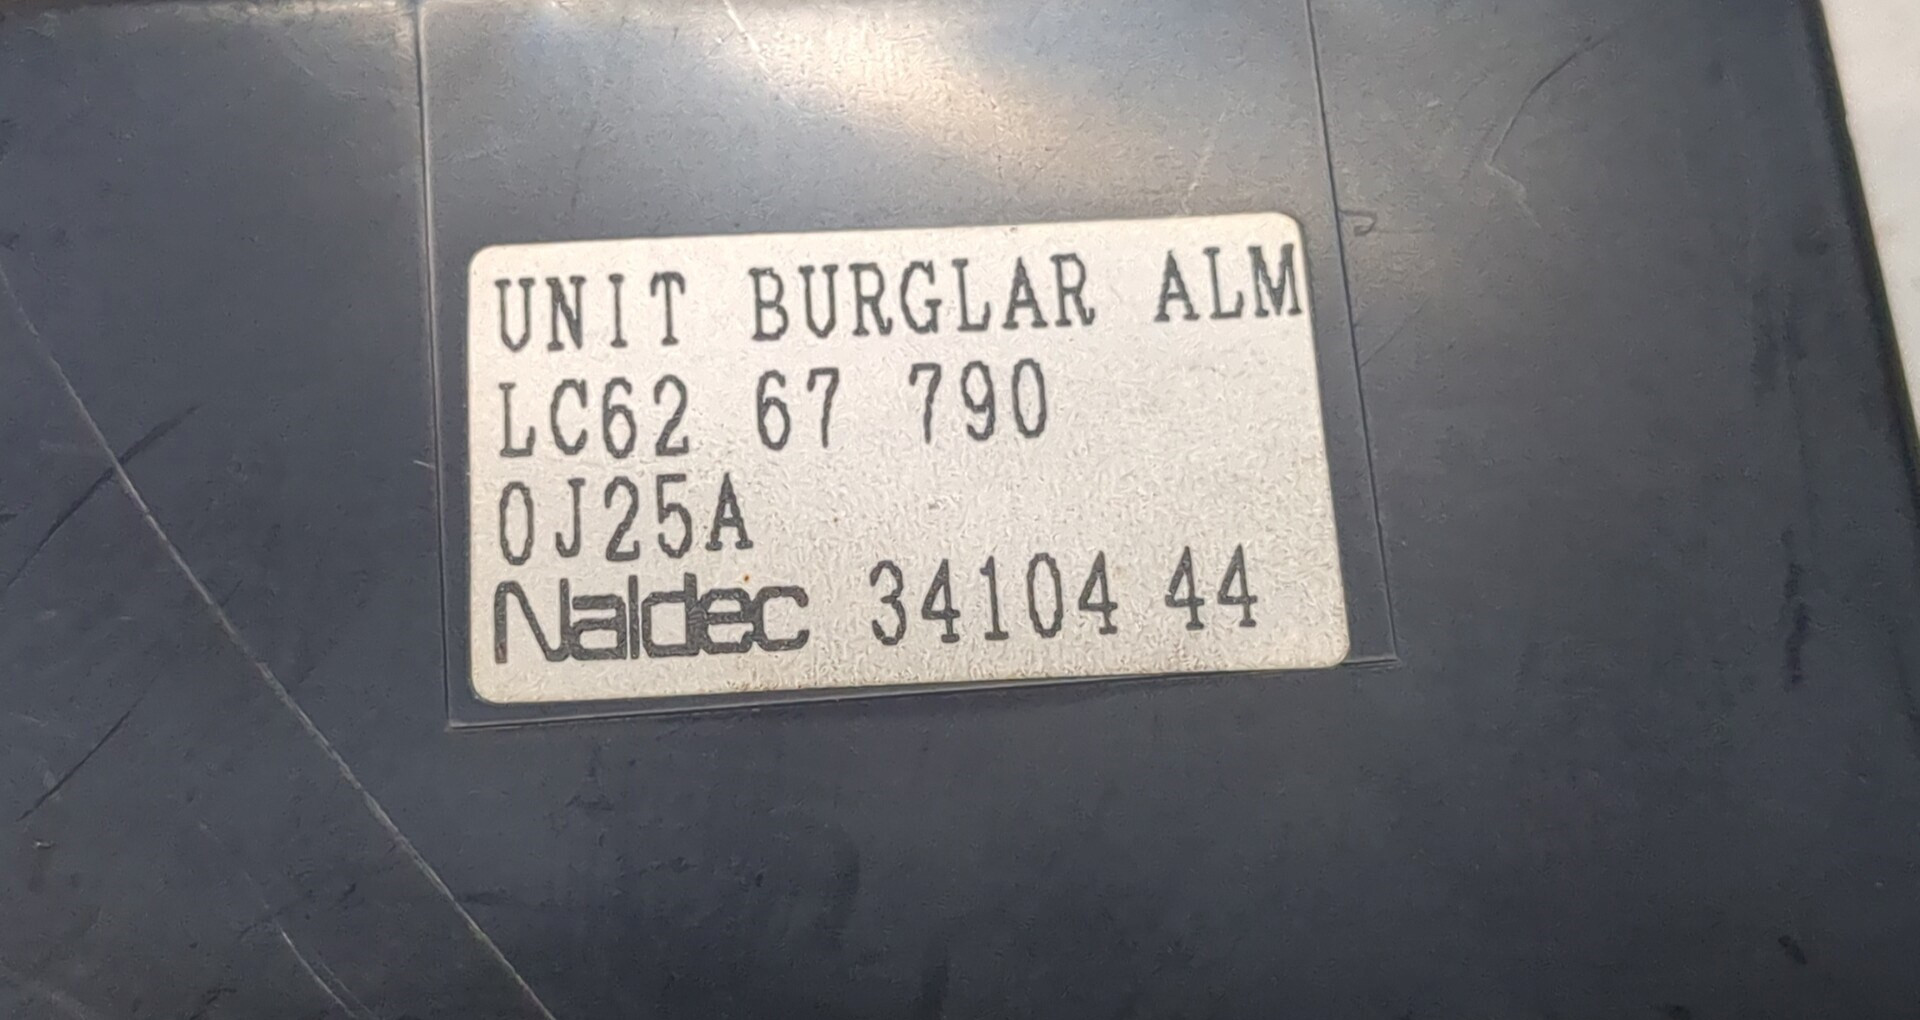 UNIT BURGLAR ALM
LC62 67 790
0J25A
Naldec 34104 44